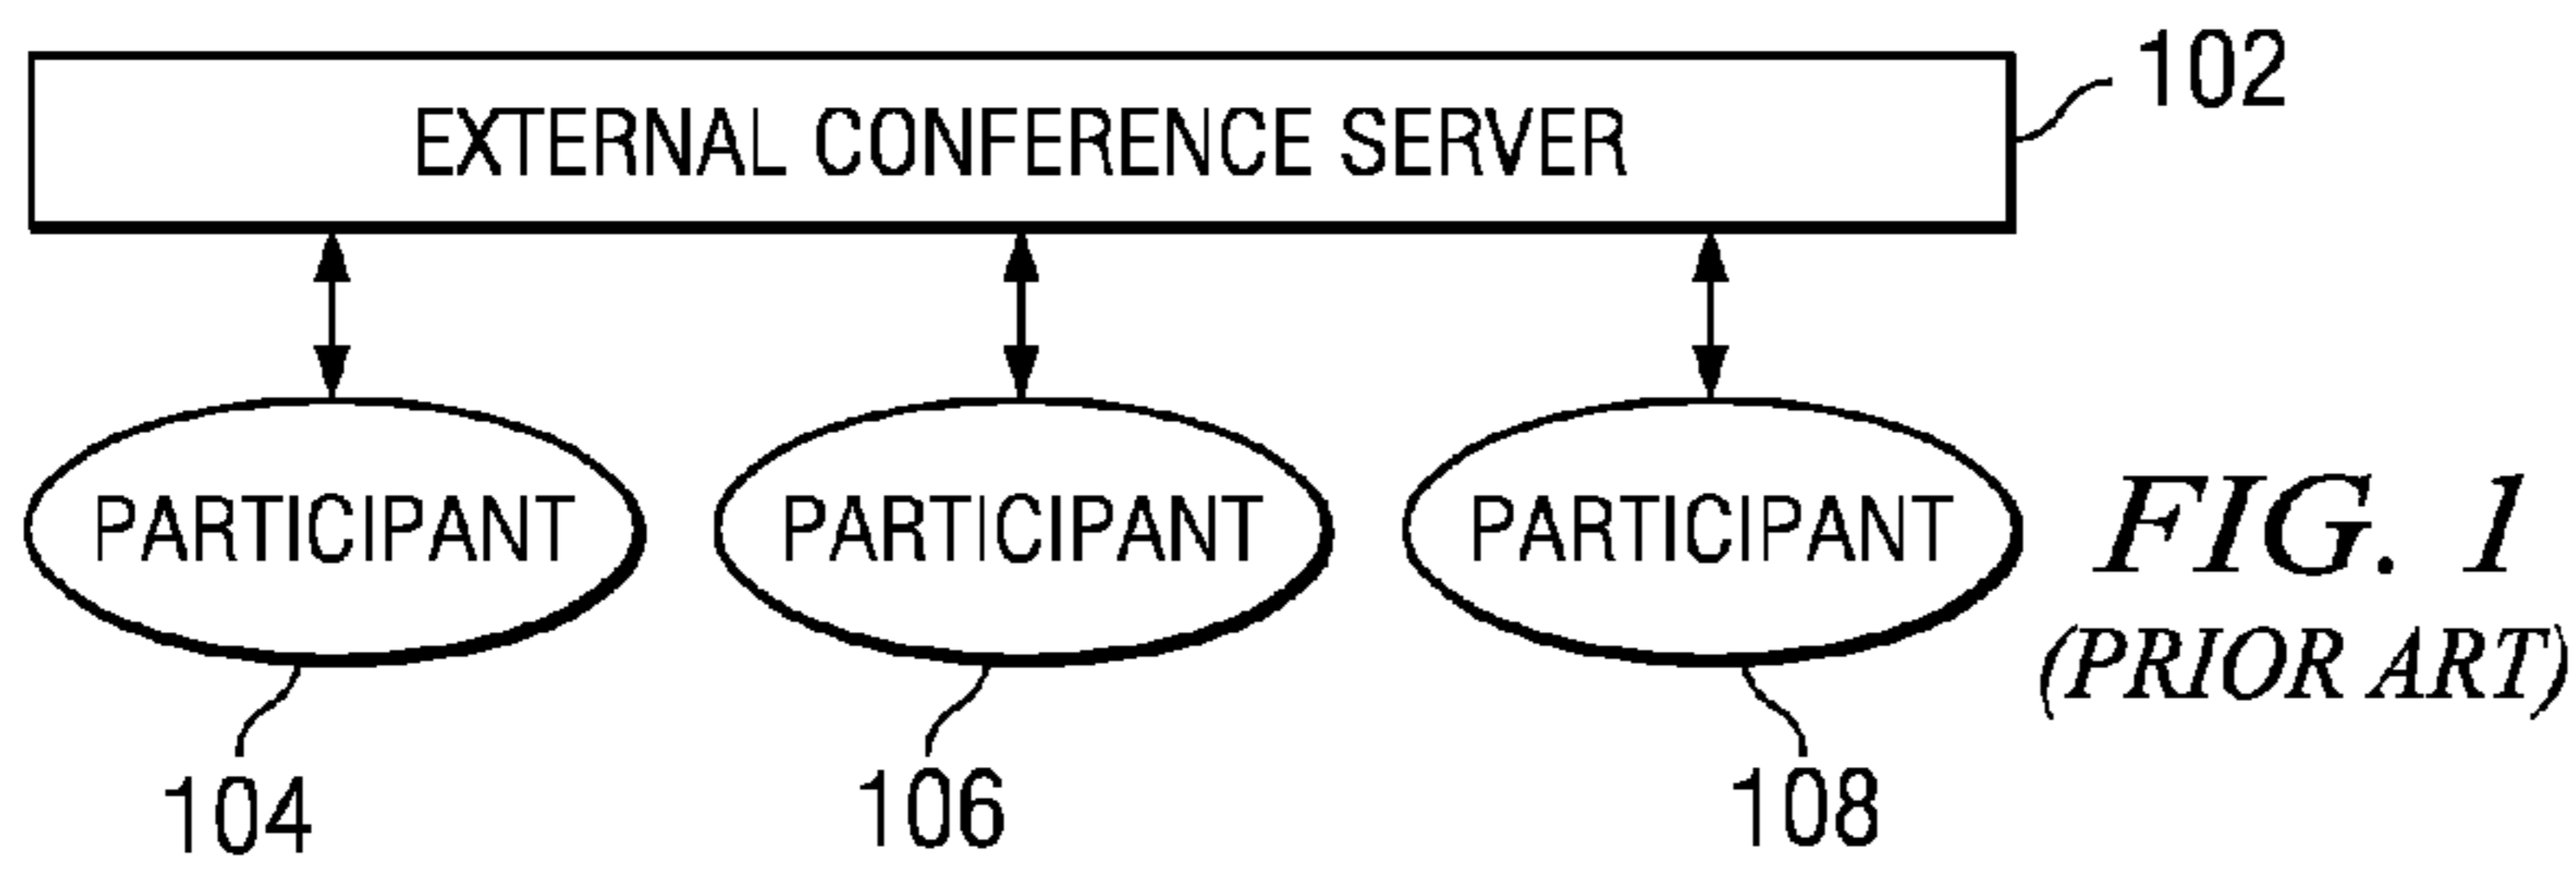 102
EXTERNAL CONFERENCE SERVER
PARTICIPANT PARTICIPANT PARTICIPANT
FIG. 1
(PRIOR ART)
104 106 108